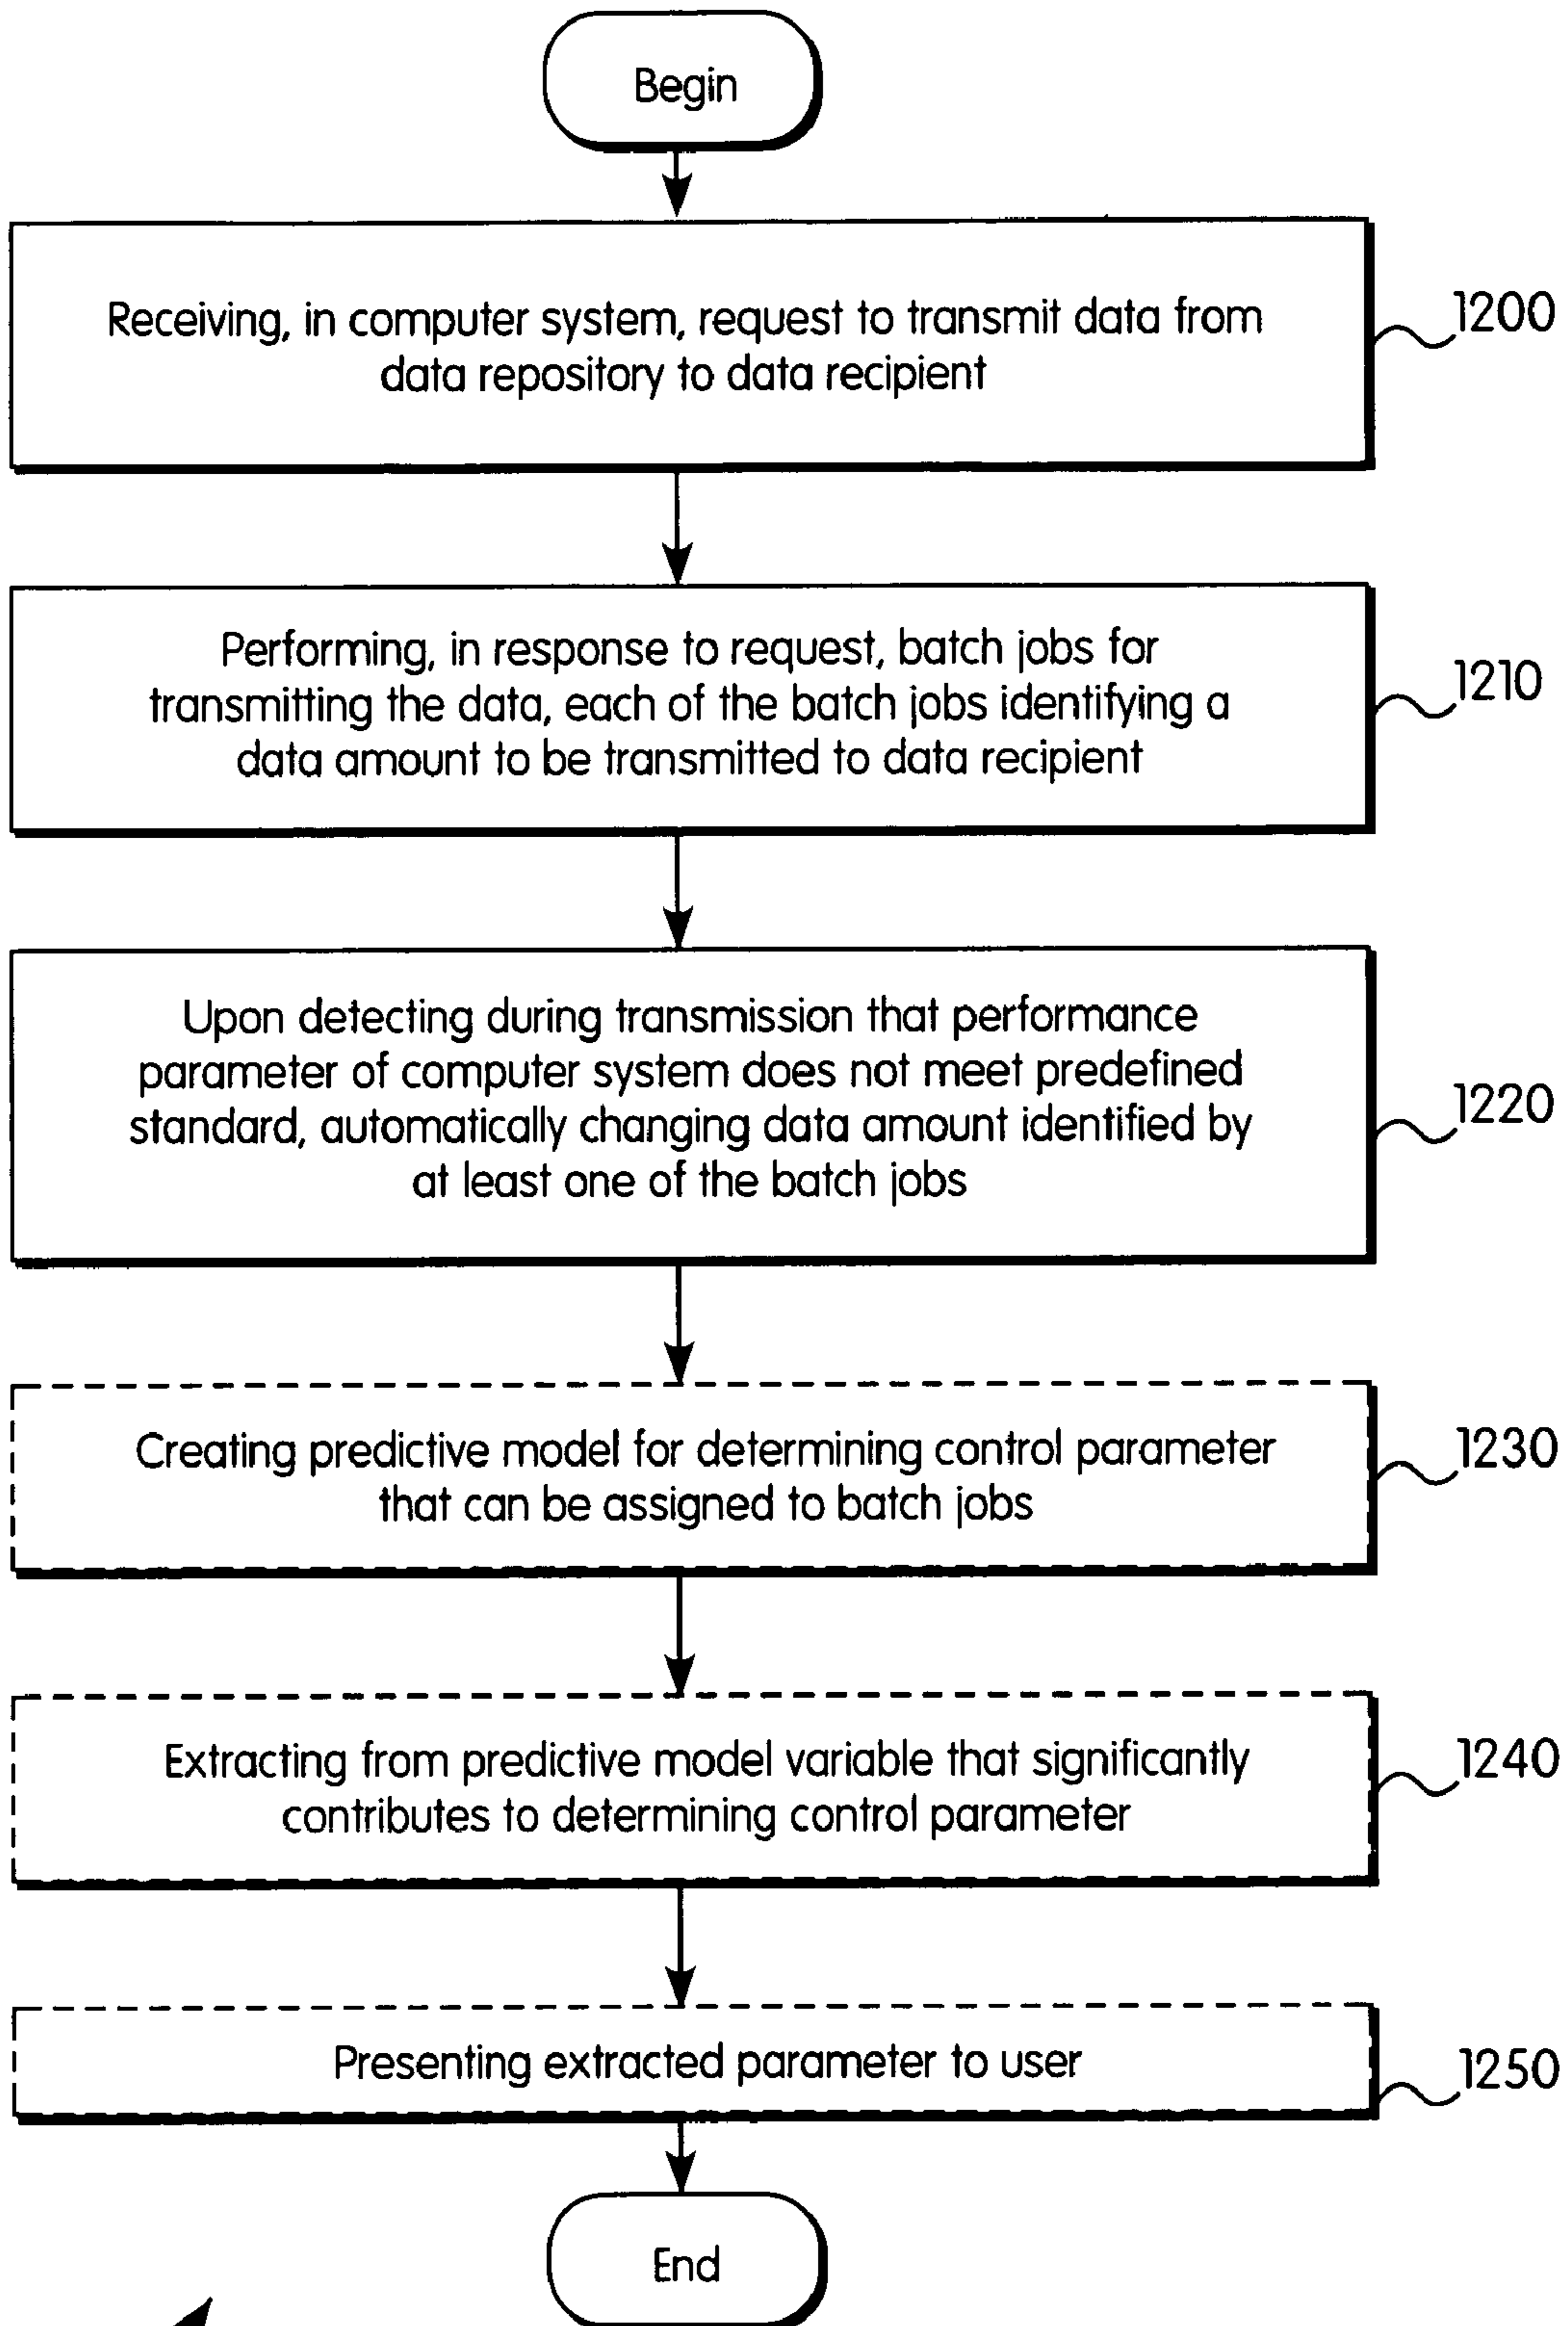 Begin
Receiving, in computer system, request to transmit data from
data repository to data recipient
1200
Performing, in response to request, batch jobs for
transmitting the data, each of the batch jobs identifying a
data amount to be transmitted to data recipient
1210
Upon detecting during transmission that performance
parameter of computer system does not meet predefined
standard, automatically changing data amount identified by
at least one of the batch jobs
1220
Creating predictive model for determining control parameter
that can be assigned to batch jobs
1230
Extracting from predictive model variable that significantly
contributes to determining control parameter
1240
Presenting extracted parameter to user
1250
End